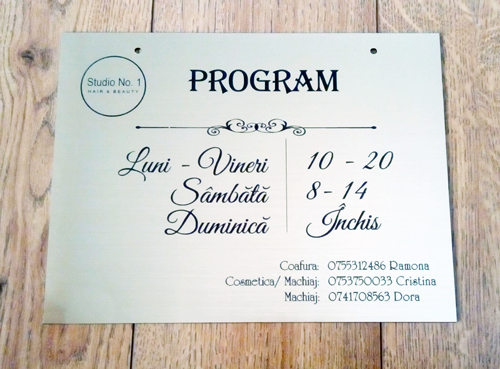 Studio No. 1
HAIR & BEAUTY
PROGRAM
Luni - Vineri 10 - 20
Sâmbătă 8 - 14
Duminică Închis
Coafura: 0755312486 Ramona
Cosmetica/ Machiaj: 0753750033 Cristina
Machiaj: 0741708563 Dora